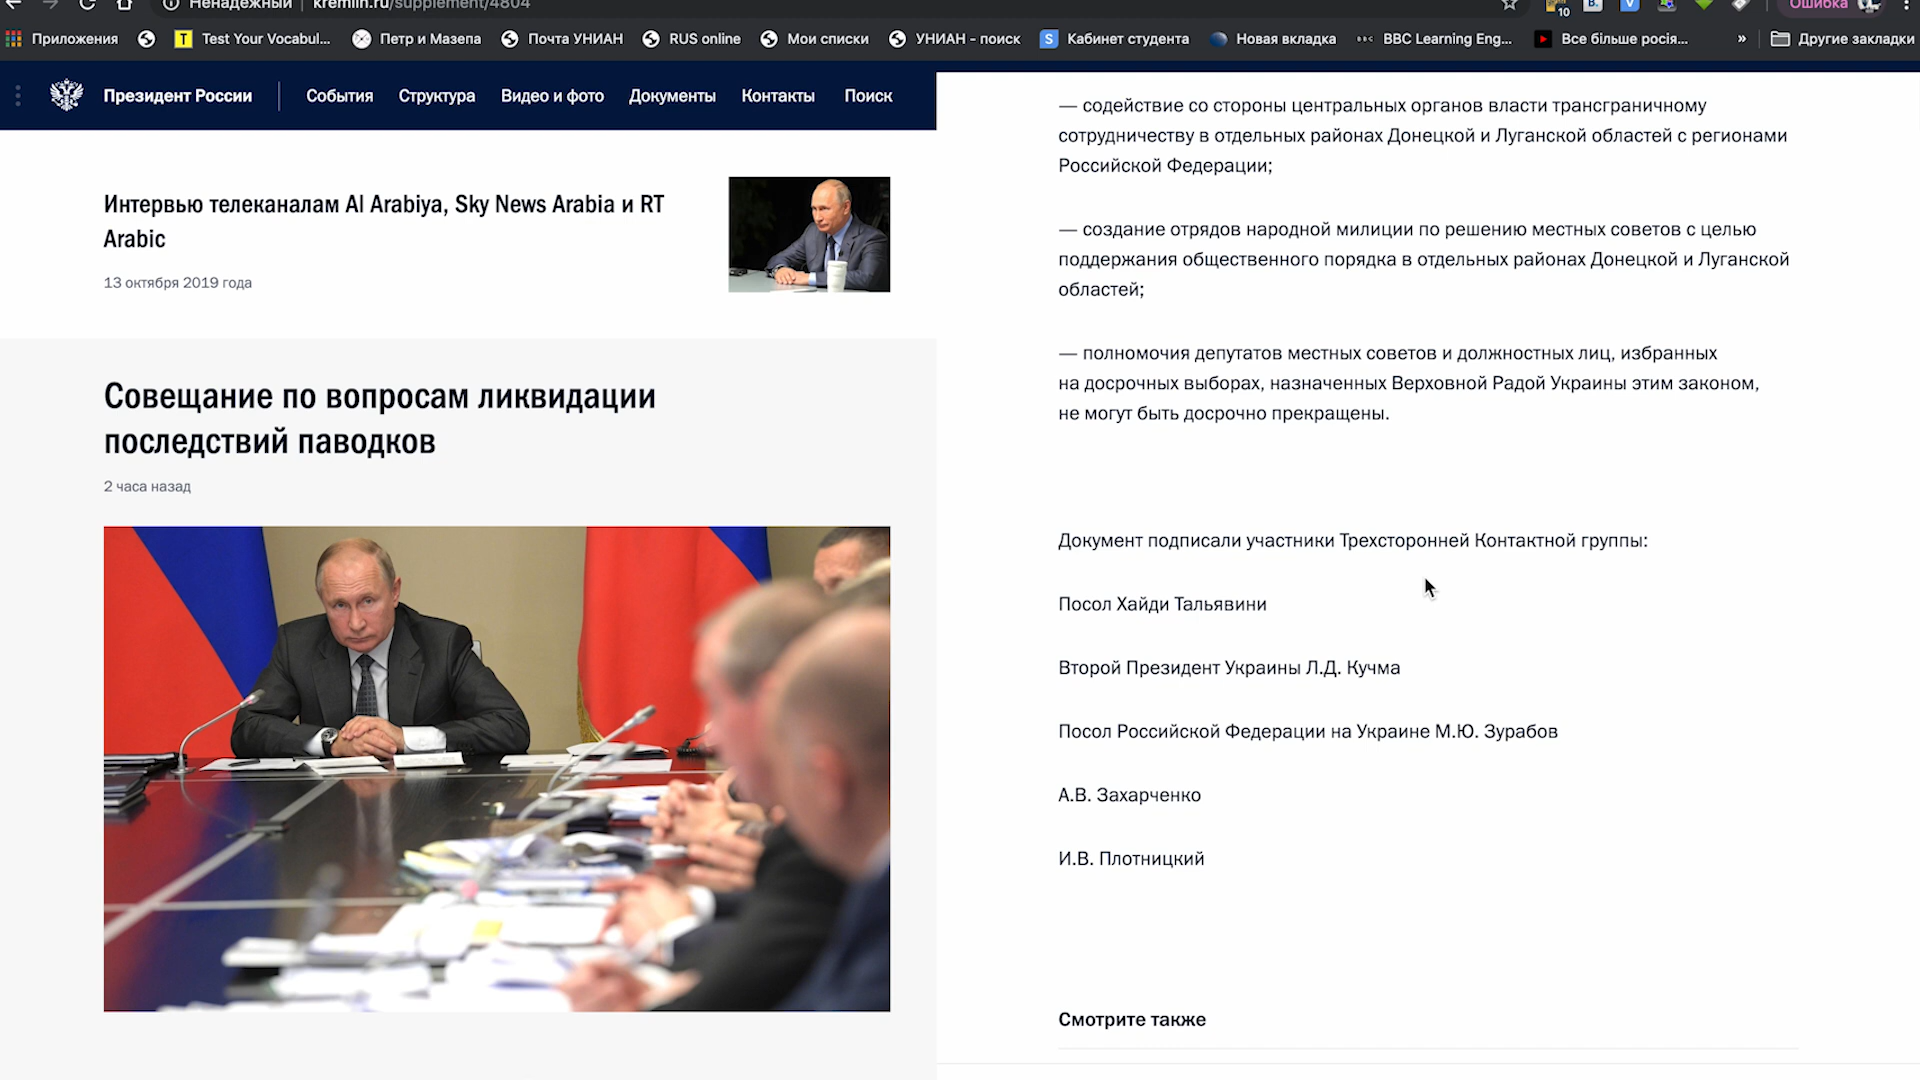 Ненадежный | kremlin.ru/supplement/4804
10
Ошибка
Приложения
T Test Your Vocabul...
Петр и Мазепа
Почта УНИАН
RUS online
Мои списки
УНИАН - поиск
S Кабинет студента
Новая вкладка
BBC BBC Learning Eng...
Все більше росія...
»
Другие закладки
Президент России
События
Структура
Видео и фото
Документы
Контакты
Поиск
Интервью телеканалам Al Arabiya, Sky News Arabia и RT
Arabic
13 октября 2019 года
Совещание по вопросам ликвидации
последствий паводков
2 часа назад
— содействие со стороны центральных органов власти трансграничному
сотрудничеству в отдельных районах Донецкой и Луганской областей с регионами
Российской Федерации;
— создание отрядов народной милиции по решению местных советов с целью
поддержания общественного порядка в отдельных районах Донецкой и Луганской
областей;
— полномочия депутатов местных советов и должностных лиц, избранных
на досрочных выборах, назначенных Верховной Радой Украины этим законом,
не могут быть досрочно прекращены.
Документ подписали участники Трехсторонней Контактной группы:
Посол Хайди Тальявини
Второй Президент Украины Л.Д. Кучма
Посол Российской Федерации на Украине М.Ю. Зурабов
А.В. Захарченко
И.В. Плотницкий
Смотрите также